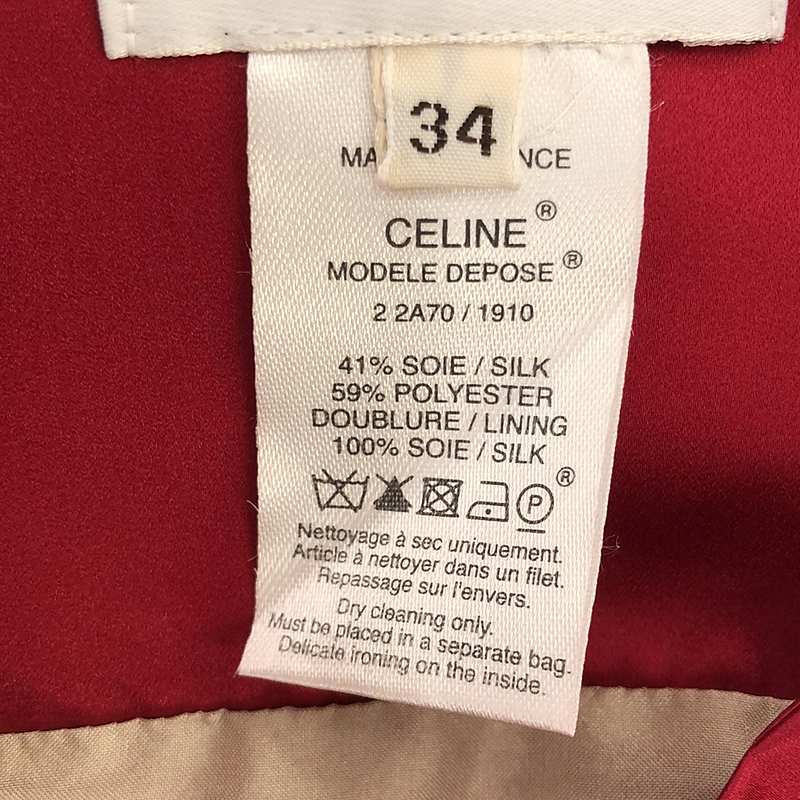 34
CELINE®
MODELE DEPOSE®
2 2A70 / 1910
41% SOIE / SILK
59% POLYESTER
DOUBLURE / LINING
100% SOIE / SILK
P ®
Nettoyage à sec uniquement.
Article à nettoyer dans un filet.
Repassage sur l'envers.
Dry cleaning only.
Must be placed in a separate bag.
Delicate ironing on the inside.